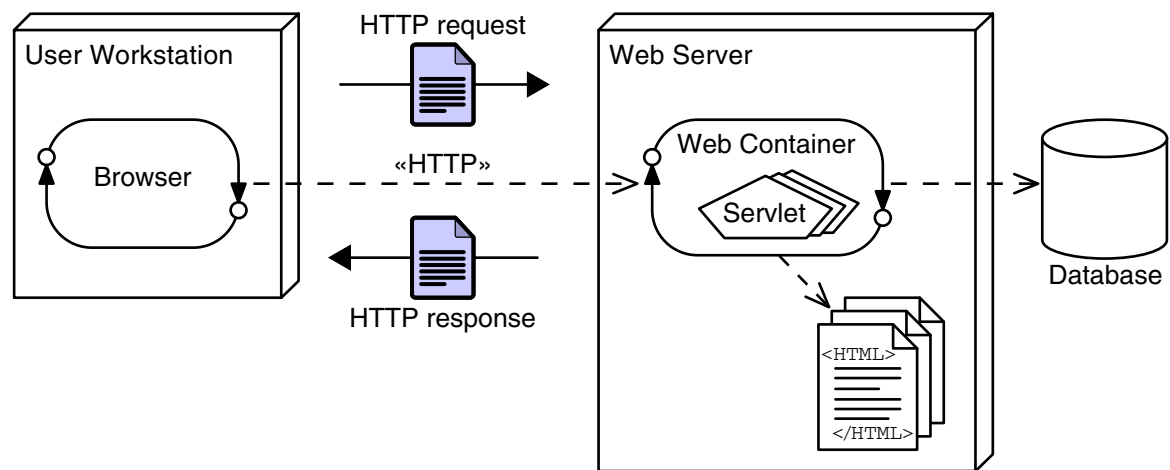 HTTP request
User Workstation
Web Server
Browser
«HTTP»
Web Container
Servlet
Database
HTTP response
<HTML>
</HTML>